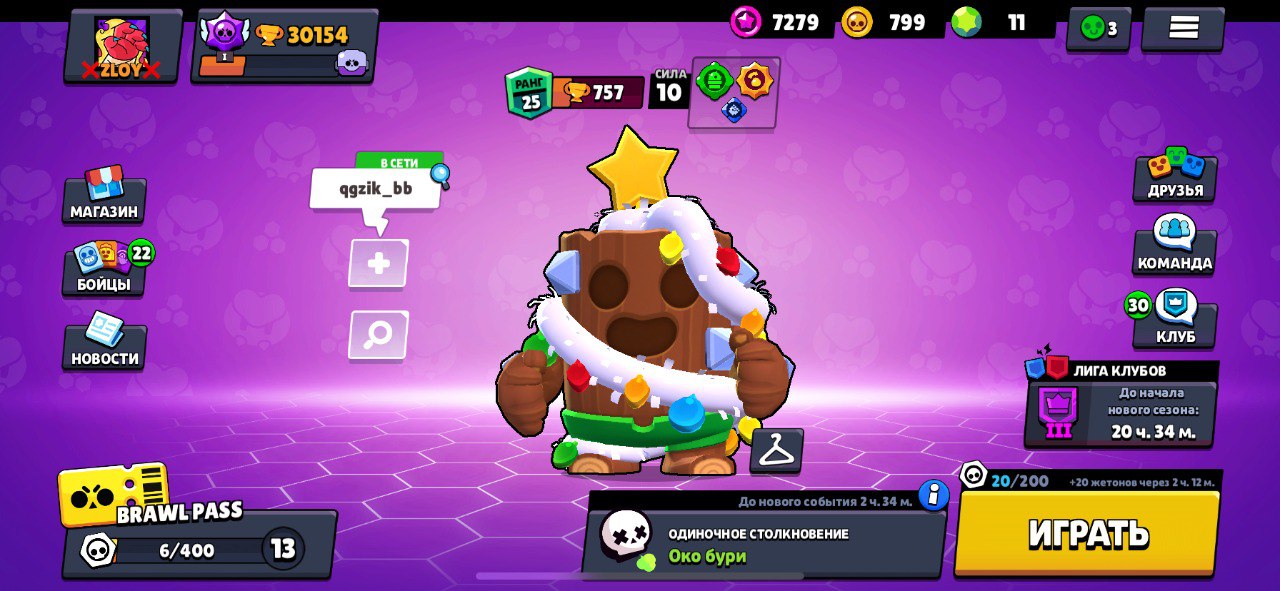 ZLOY
I
30154
7279
799
11
3
РАНГ
25
757
СИЛА
10
В СЕТИ
qgzik_bb
МАГАЗИН
22
БОЙЦЫ
НОВОСТИ
ДРУЗЬЯ
КОМАНДА
30
КЛУБ
ЛИГА КЛУБОВ
До начала
нового сезона:
20 ч. 34 м.
III
BRAWL PASS
6/400
13
До нового события 2 ч. 34 м.
i
ОДИНОЧНОЕ СТОЛКНОВЕНИЕ
Око бури
20/200
+20 жетонов через 2 ч. 12 м.
ИГРАТЬ